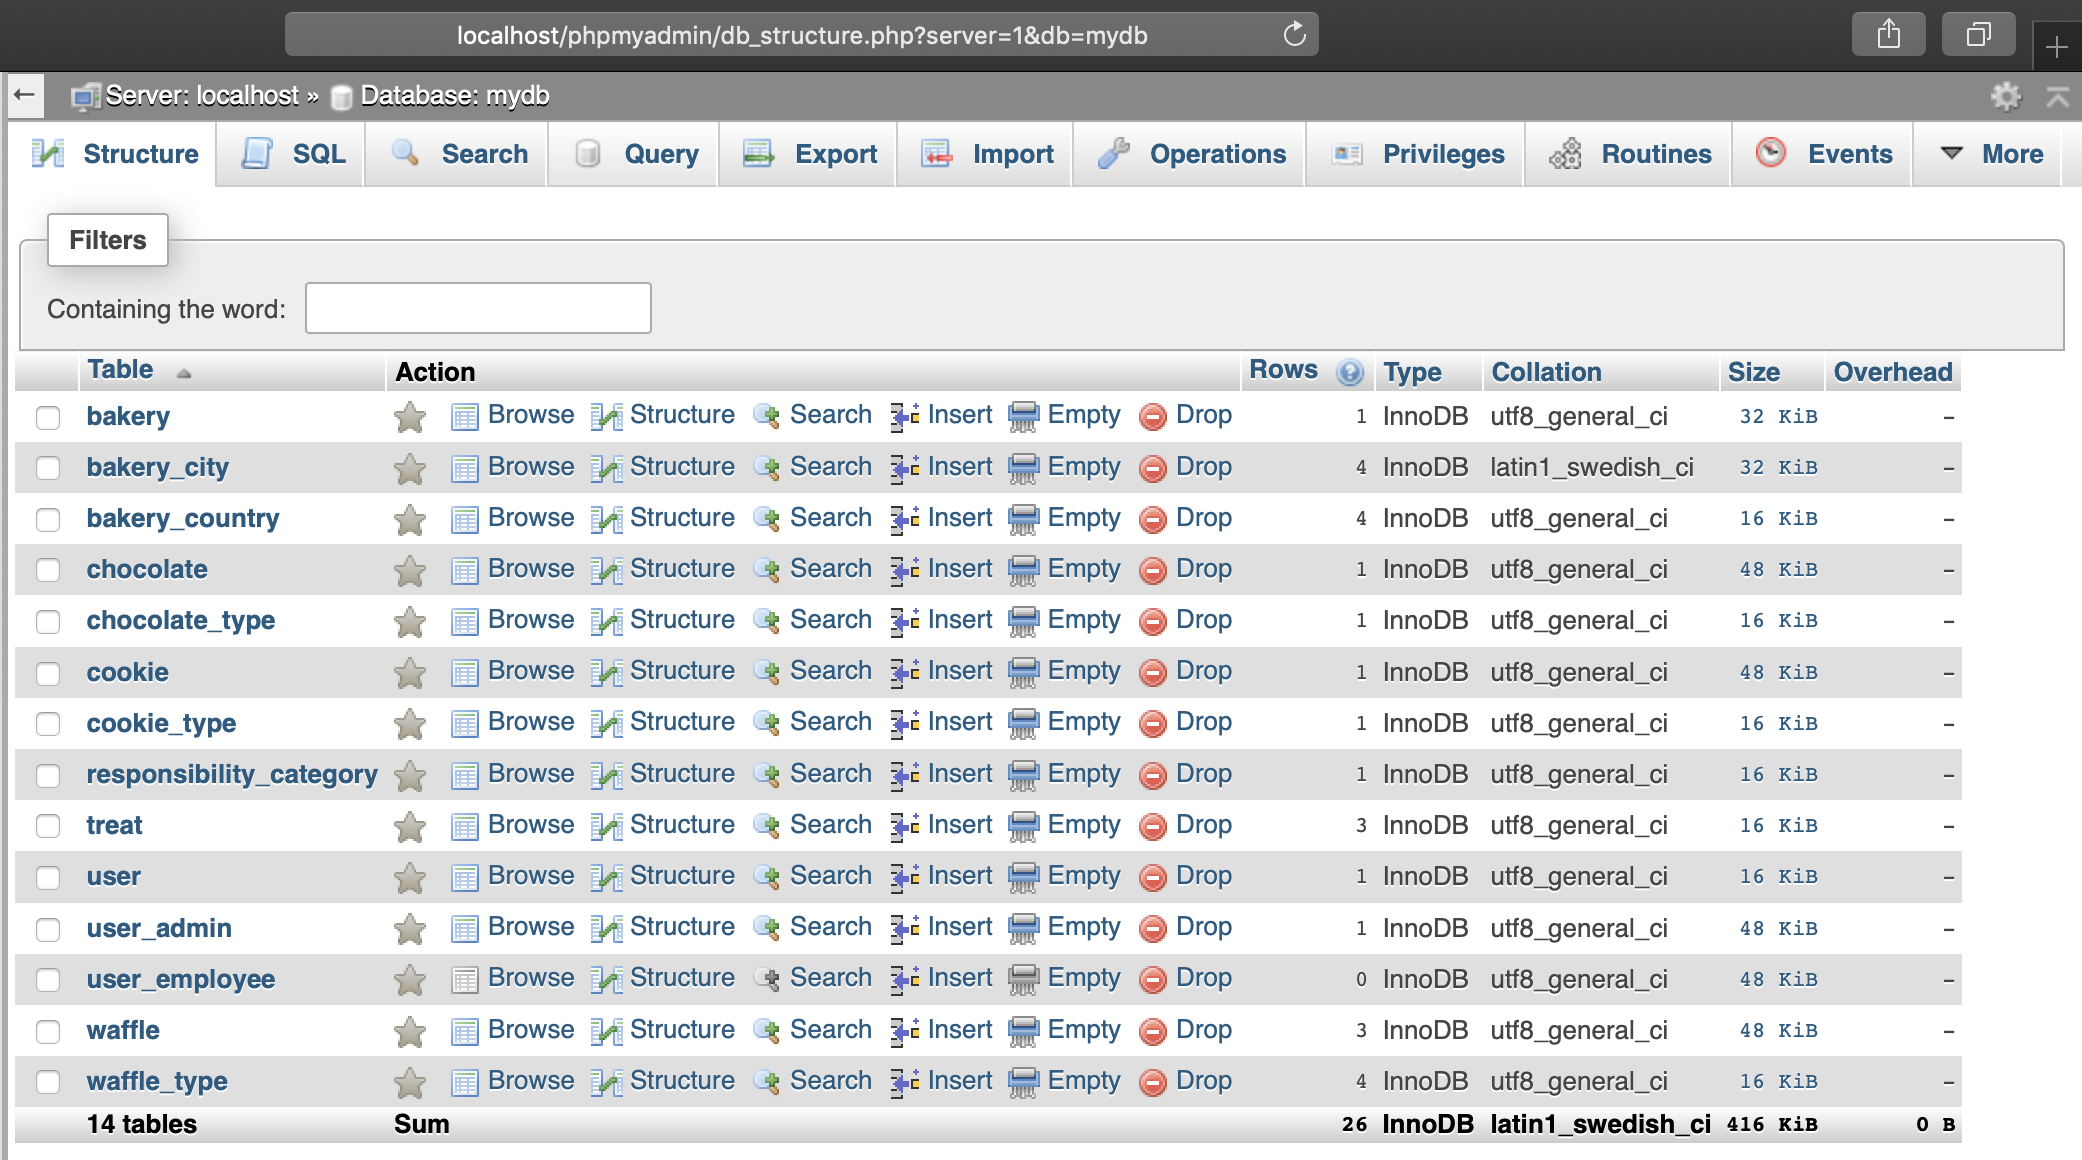 localhost/phpmyadmin/db_structure.php?server=1&db=mydb
Server: localhost » Database: mydb
Structure SQL Search Query Export Import Operations Privileges Routines Events More
Filters
Containing the word:
Table Action Rows Type Collation Size Overhead
bakery Browse Structure Search Insert Empty Drop 1 InnoDB utf8_general_ci 32 KiB –
bakery_city Browse Structure Search Insert Empty Drop 4 InnoDB latin1_swedish_ci 32 KiB –
bakery_country Browse Structure Search Insert Empty Drop 4 InnoDB utf8_general_ci 16 KiB –
chocolate Browse Structure Search Insert Empty Drop 1 InnoDB utf8_general_ci 48 KiB –
chocolate_type Browse Structure Search Insert Empty Drop 1 InnoDB utf8_general_ci 16 KiB –
cookie Browse Structure Search Insert Empty Drop 1 InnoDB utf8_general_ci 48 KiB –
cookie_type Browse Structure Search Insert Empty Drop 1 InnoDB utf8_general_ci 16 KiB –
responsibility_category Browse Structure Search Insert Empty Drop 1 InnoDB utf8_general_ci 16 KiB –
treat Browse Structure Search Insert Empty Drop 3 InnoDB utf8_general_ci 16 KiB –
user Browse Structure Search Insert Empty Drop 1 InnoDB utf8_general_ci 16 KiB –
user_admin Browse Structure Search Insert Empty Drop 1 InnoDB utf8_general_ci 48 KiB –
user_employee Browse Structure Search Insert Empty Drop 0 InnoDB utf8_general_ci 48 KiB –
waffle Browse Structure Search Insert Empty Drop 3 InnoDB utf8_general_ci 48 KiB –
waffle_type Browse Structure Search Insert Empty Drop 4 InnoDB utf8_general_ci 16 KiB –
14 tables Sum 26 InnoDB latin1_swedish_ci 416 KiB 0 B